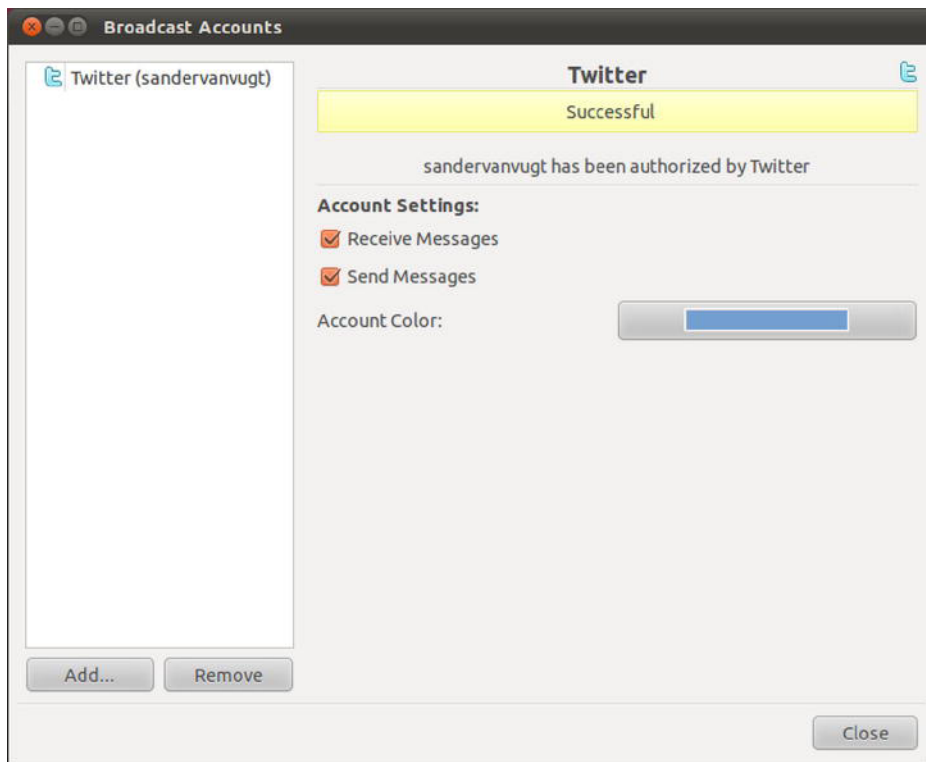 Broadcast Accounts
Twitter (sandervanvugt)
Twitter
Successful
sandervanvugt has been authorized by Twitter
Account Settings:
Receive Messages
Send Messages
Account Color:
Add...
Remove
Close